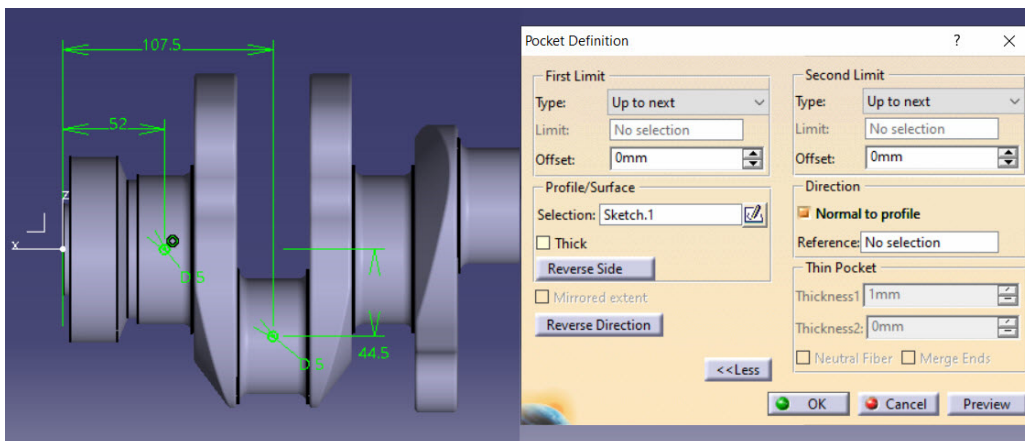 107.5
52
z
x
D 5
D 5
44.5
Pocket Definition
?
First Limit
Type: Up to next
Limit: No selection
Offset: 0mm
Profile/Surface
Selection: Sketch.1
Thick
Reverse Side
Mirrored extent
Reverse Direction
<<Less
Second Limit
Type: Up to next
Limit: No selection
Offset: 0mm
Direction
Normal to profile
Reference: No selection
Thin Pocket
Thickness1 1mm
Thickness2: 0mm
Neutral Fiber Merge Ends
OK Cancel Preview